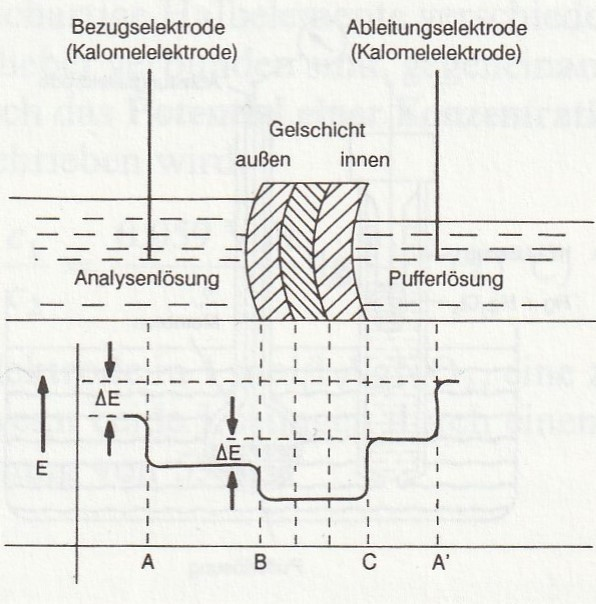 Bezugselektrode
(Kalomelelektrode)
Ableitungselektrode
(Kalomelelektrode)
Gelschicht
außen innen
Analysenlösung
Pufferlösung
ΔE
ΔE
E
A B C A'